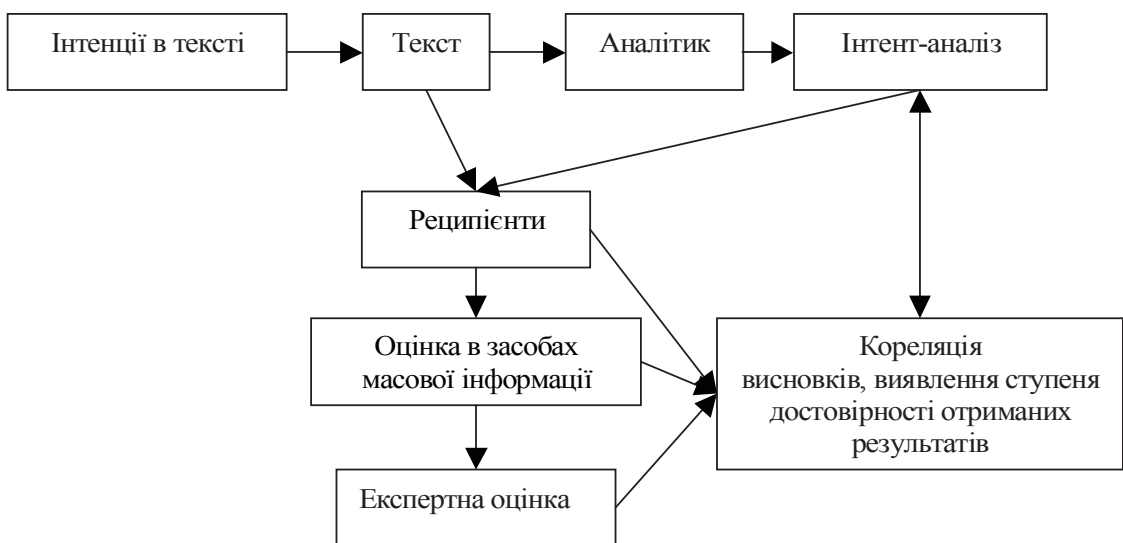 Інтенції в тексті
Текст
Аналітик
Інтент-аналіз
Реципієнти
Оцінка в засобах
масової інформації
Кореляція
висновків, виявлення ступеня
достовірності отриманих
результатів
Експертна оцінка